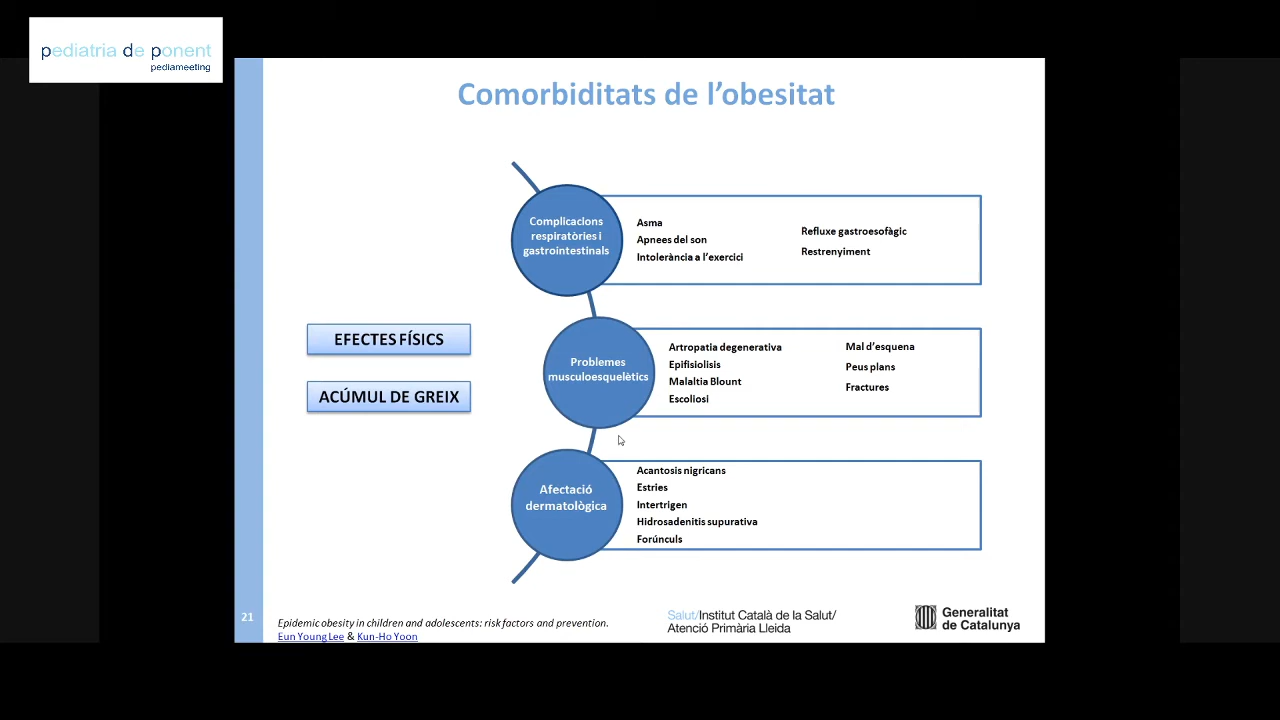 pediatria de ponent
pediameeting
Comorbiditats de l'obesitat
Complicacions
respiratòries i
gastrointestinals
Asma
Apnees del son
Intolerància a l'exercici
Refluxe gastroesofàgic
Restrenyiment
EFECTES FÍSICS
ACÚMUL DE GREIX
Problemes
musculoesquelètics
Artropatia degenerativa
Epifisiolisis
Malaltia Blount
Escoliosi
Mal d'esquena
Peus plans
Fractures
Afectació
dermatològica
Acantosis nigricans
Estries
Intertrigen
Hidrosadenitis supurativa
Forúnculs
21
Epidemic obesity in children and adolescents: risk factors and prevention.
Eun Young Lee & Kun-Ho Yoon
Salut/Institut Català de la Salut/
Atenció Primària Lleida
Generalitat
de Catalunya